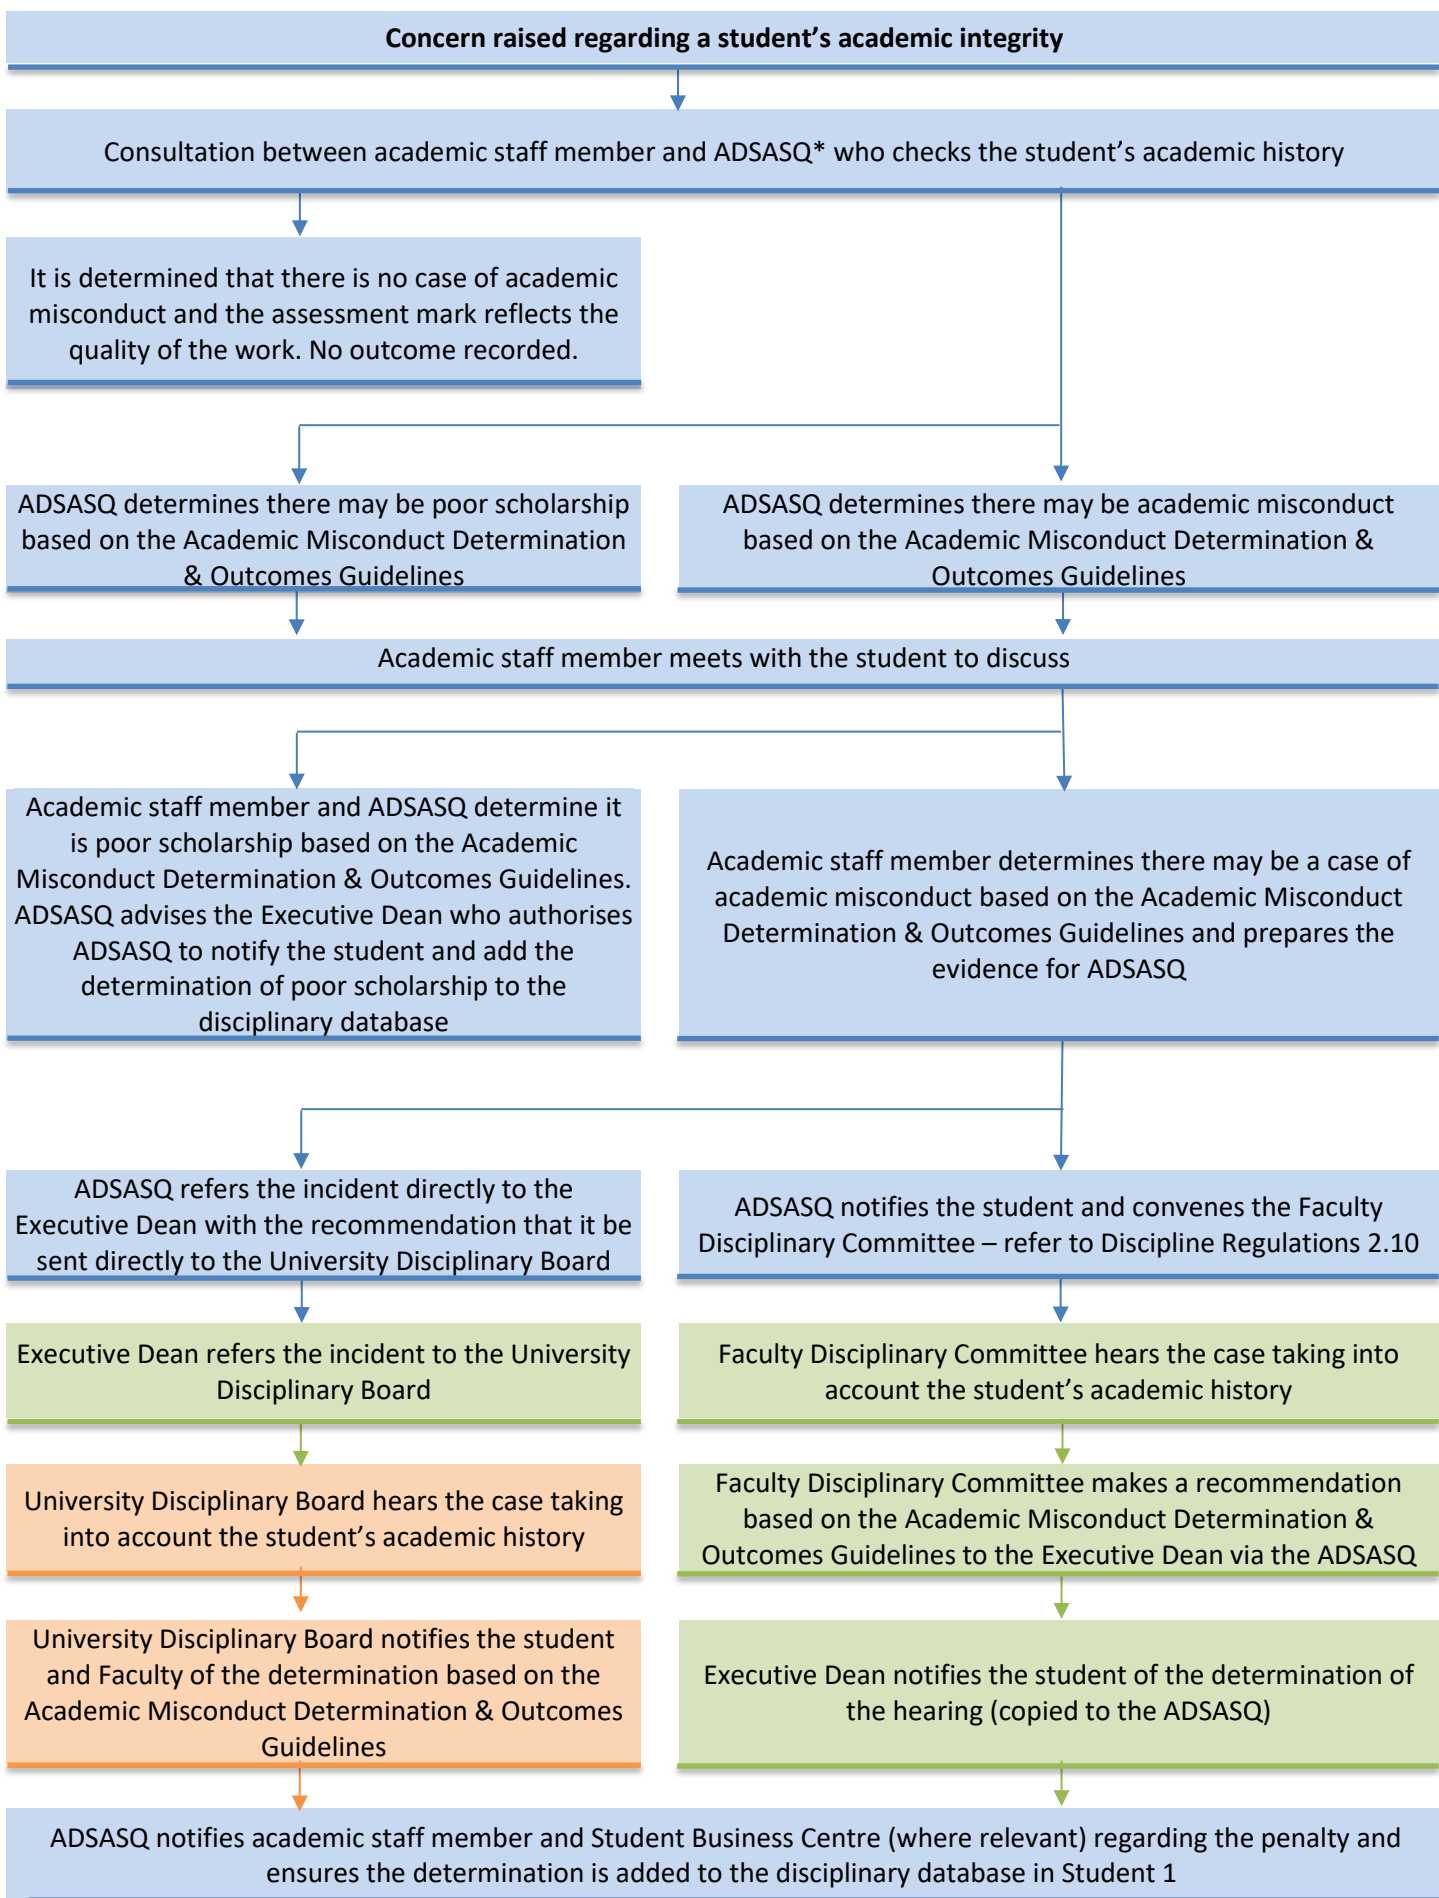 Concern raised regarding a student’s academic integrity
Consultation between academic staff member and ADSASQ* who checks the student’s academic history
It is determined that there is no case of academic
misconduct and the assessment mark reflects the
quality of the work. No outcome recorded.
ADSASQ determines there may be poor scholarship
based on the Academic Misconduct Determination
& Outcomes Guidelines
ADSASQ determines there may be academic misconduct
based on the Academic Misconduct Determination &
Outcomes Guidelines
Academic staff member meets with the student to discuss
Academic staff member and ADSASQ determine it
is poor scholarship based on the Academic
Misconduct Determination & Outcomes Guidelines.
ADSASQ advises the Executive Dean who authorises
ADSASQ to notify the student and add the
determination of poor scholarship to the
disciplinary database
Academic staff member determines there may be a case of
academic misconduct based on the Academic Misconduct
Determination & Outcomes Guidelines and prepares the
evidence for ADSASQ
ADSASQ refers the incident directly to the
Executive Dean with the recommendation that it be
sent directly to the University Disciplinary Board
ADSASQ notifies the student and convenes the Faculty
Disciplinary Committee – refer to Discipline Regulations 2.10
Executive Dean refers the incident to the University
Disciplinary Board
Faculty Disciplinary Committee hears the case taking into
account the student’s academic history
University Disciplinary Board hears the case taking
into account the student’s academic history
Faculty Disciplinary Committee makes a recommendation
based on the Academic Misconduct Determination &
Outcomes Guidelines to the Executive Dean via the ADSASQ
University Disciplinary Board notifies the student
and Faculty of the determination based on the
Academic Misconduct Determination & Outcomes
Guidelines
Executive Dean notifies the student of the determination of
the hearing (copied to the ADSASQ)
ADSASQ notifies academic staff member and Student Business Centre (where relevant) regarding the penalty and
ensures the determination is added to the disciplinary database in Student 1